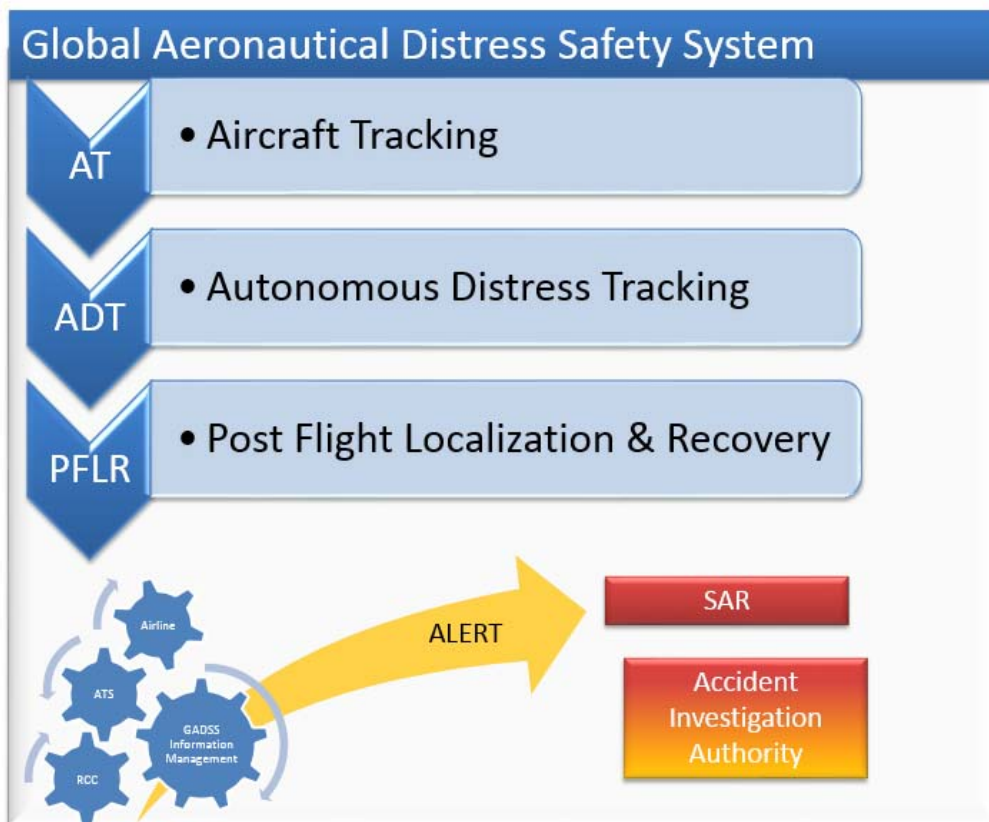 Global Aeronautical Distress Safety System
AT
• Aircraft Tracking
ADT
• Autonomous Distress Tracking
PFLR
• Post Flight Localization & Recovery
Airline
ATS
RCC
GADSS
Information
Management
ALERT
SAR
Accident
Investigation
Authority